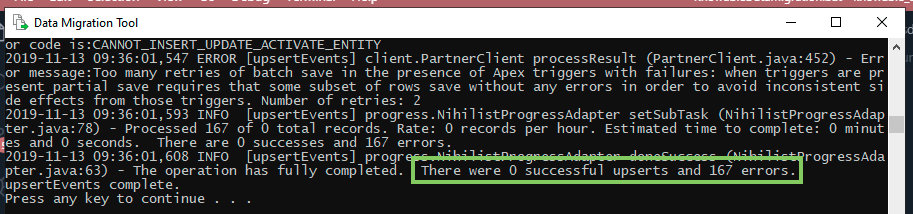 Data Migration Tool
or code is:CANNOT_INSERT_UPDATE_ACTIVATE_ENTITY
2019-11-13 09:36:01,547 ERROR [upsertEvents] client.PartnerClient processResult (PartnerClient.java:452) - Err
or message:Too many retries of batch save in the presence of Apex triggers with failures: when triggers are pr
esent partial save requires that some subset of rows save without any errors in order to avoid inconsistent si
de effects from those triggers. Number of retries: 2
2019-11-13 09:36:01,593 INFO  [upsertEvents] progress.NihilistProgressAdapter setSubTask (NihilistProgressAdap
ter.java:78) - Processed 167 of 0 total records. Rate: 0 records per hour. Estimated time to complete: 0 minut
es and 0 seconds.  There are 0 successes and 167 errors.
2019-11-13 09:36:01,608 INFO  [upsertEvents] progress.NihilistProgressAdapter doneSuccess (NihilistProgressAda
pter.java:63) - The operation has fully completed.  There were 0 successful upserts and 167 errors.
upsertEvents complete.
Press any key to continue . . .